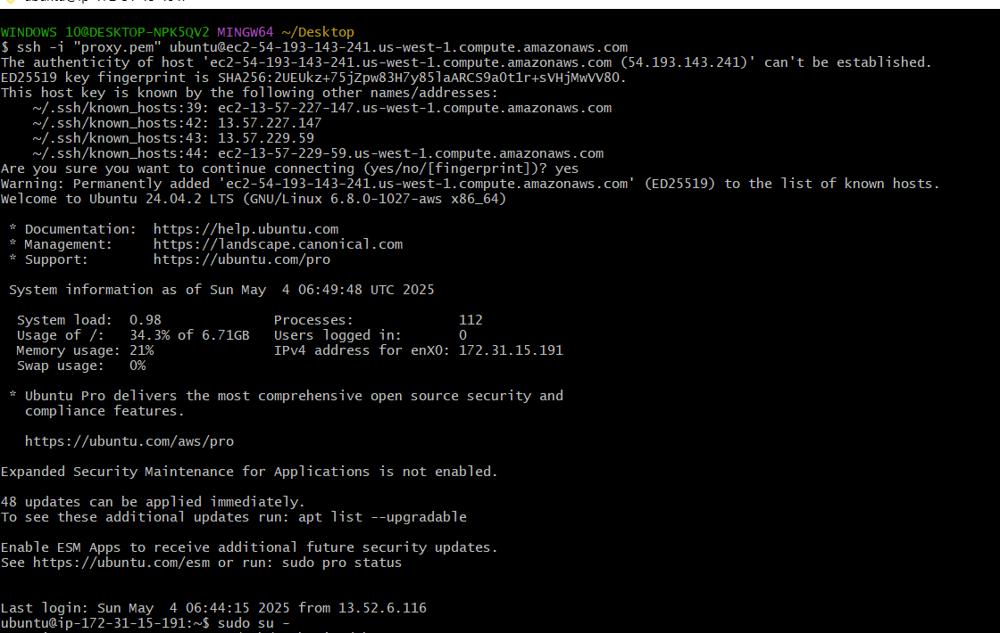 WINDOWS 10@DESKTOP-NPK5QV2 MINGW64 ~/Desktop
$ ssh -i "proxy.pem" ubuntu@ec2-54-193-143-241.us-west-1.compute.amazonaws.com
The authenticity of host 'ec2-54-193-143-241.us-west-1.compute.amazonaws.com (54.193.143.241)' can't be established.
ED25519 key fingerprint is SHA256:2UEUkz+75jZpw83H7y85laARCS9a0t1r+sVHjMwVV80.
This host key is known by the following other names/addresses:
    ~/.ssh/known_hosts:39: ec2-13-57-227-147.us-west-1.compute.amazonaws.com
    ~/.ssh/known_hosts:42: 13.57.227.147
    ~/.ssh/known_hosts:43: 13.57.229.59
    ~/.ssh/known_hosts:44: ec2-13-57-229-59.us-west-1.compute.amazonaws.com
Are you sure you want to continue connecting (yes/no/[fingerprint])? yes
Warning: Permanently added 'ec2-54-193-143-241.us-west-1.compute.amazonaws.com' (ED25519) to the list of known hosts.
Welcome to Ubuntu 24.04.2 LTS (GNU/Linux 6.8.0-1027-aws x86_64)
 * Documentation:  https://help.ubuntu.com
 * Management:     https://landscape.canonical.com
 * Support:        https://ubuntu.com/pro
 System information as of Sun May  4 06:49:48 UTC 2025
  System load:  0.98              Processes:             112
  Usage of /:   34.3% of 6.71GB   Users logged in:       0
  Memory usage: 21%               IPv4 address for enX0: 172.31.15.191
  Swap usage:   0%
 * Ubuntu Pro delivers the most comprehensive open source security and
   compliance features.
   https://ubuntu.com/aws/pro
Expanded Security Maintenance for Applications is not enabled.
48 updates can be applied immediately.
To see these additional updates run: apt list --upgradable
Enable ESM Apps to receive additional future security updates.
See https://ubuntu.com/esm or run: sudo pro status
Last login: Sun May  4 06:44:15 2025 from 13.52.6.116
ubuntu@ip-172-31-15-191:~$ sudo su -